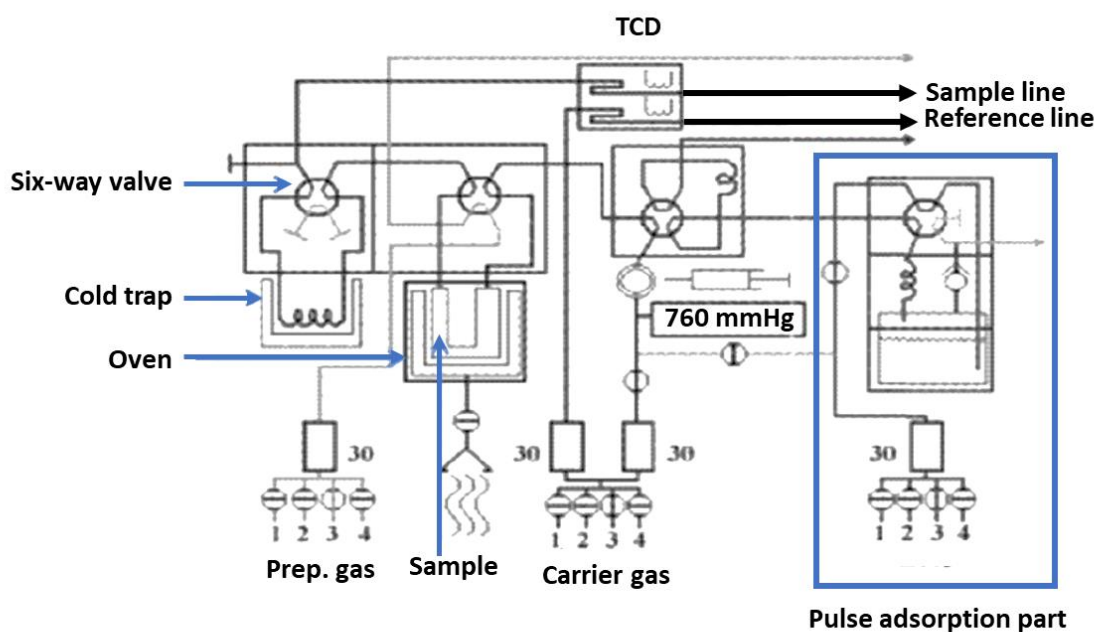 TCD
Sample line
Reference line
Six-way valve
Cold trap
760 mmHg
Oven
30
30
30
30
1 2 3 4
1 2 3 4
1 2 3 4
Prep. gas
Sample
Carrier gas
Pulse adsorption part